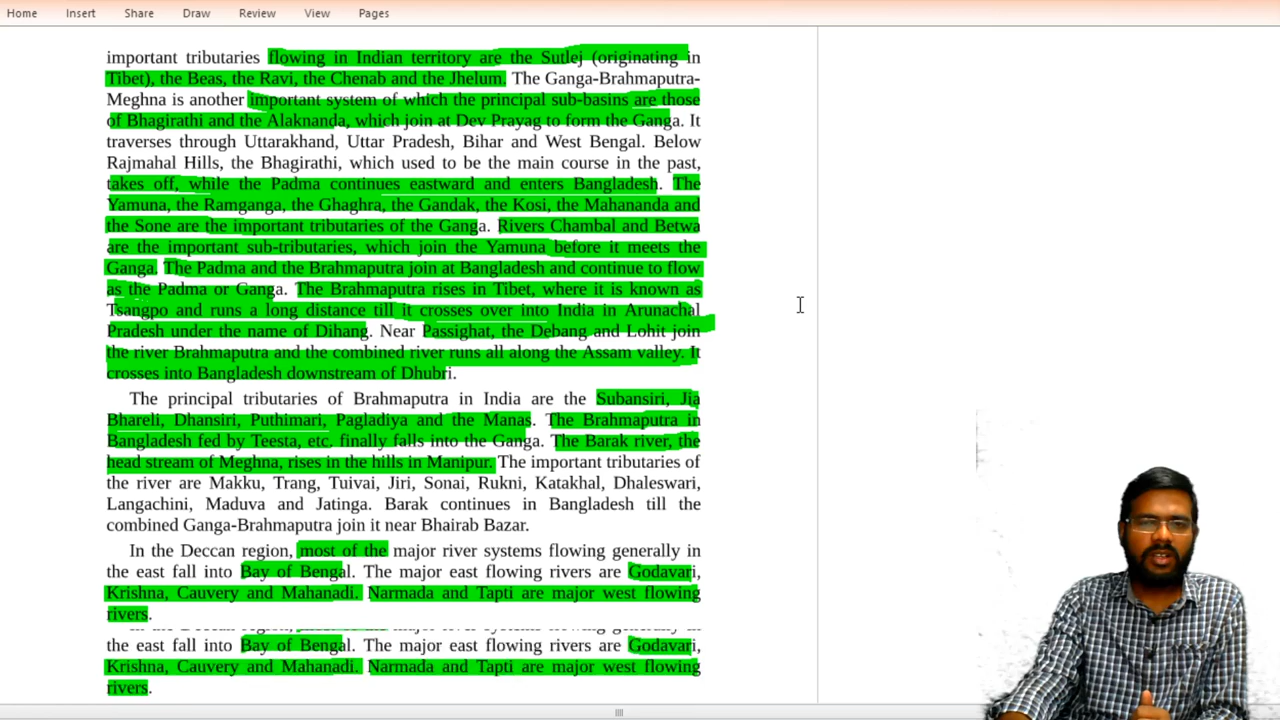 Home Insert Share Draw Review View Pages
important tributaries flowing in Indian territory are the Sutlej (originating in
Tibet), the Beas, the Ravi, the Chenab and the Jhelum. The Ganga-Brahmaputra-
Meghna is another important system of which the principal sub-basins are those
of Bhagirathi and the Alaknanda, which join at Dev Prayag to form the Ganga. It
traverses through Uttarakhand, Uttar Pradesh, Bihar and West Bengal. Below
Rajmahal Hills, the Bhagirathi, which used to be the main course in the past,
takes off, while the Padma continues eastward and enters Bangladesh. The
Yamuna, the Ramganga, the Ghaghra, the Gandak, the Kosi, the Mahananda and
the Sone are the important tributaries of the Ganga. Rivers Chambal and Betwa
are the important sub-tributaries, which join the Yamuna before it meets the
Ganga. The Padma and the Brahmaputra join at Bangladesh and continue to flow
as the Padma or Ganga. The Brahmaputra rises in Tibet, where it is known as
Tsangpo and runs a long distance till it crosses over into India in Arunachal
Pradesh under the name of Dihang. Near Passighat, the Debang and Lohit join
the river Brahmaputra and the combined river runs all along the Assam valley. It
crosses into Bangladesh downstream of Dhubri.
The principal tributaries of Brahmaputra in India are the Subansiri, Jia
Bhareli, Dhansiri, Puthimari, Pagladiya and the Manas. The Brahmaputra in
Bangladesh fed by Teesta, etc. finally falls into the Ganga. The Barak river, the
head stream of Meghna, rises in the hills in Manipur. The important tributaries of
the river are Makku, Trang, Tuivai, Jiri, Sonai, Rukni, Katakhal, Dhaleswari,
Langachini, Maduva and Jatinga. Barak continues in Bangladesh till the
combined Ganga-Brahmaputra join it near Bhairab Bazar.
In the Deccan region, most of the major river systems flowing generally in
the east fall into Bay of Bengal. The major east flowing rivers are Godavari,
Krishna, Cauvery and Mahanadi. Narmada and Tapti are major west flowing
rivers.
the east fall into Bay of Bengal. The major east flowing rivers are Godavari,
Krishna, Cauvery and Mahanadi. Narmada and Tapti are major west flowing
rivers.